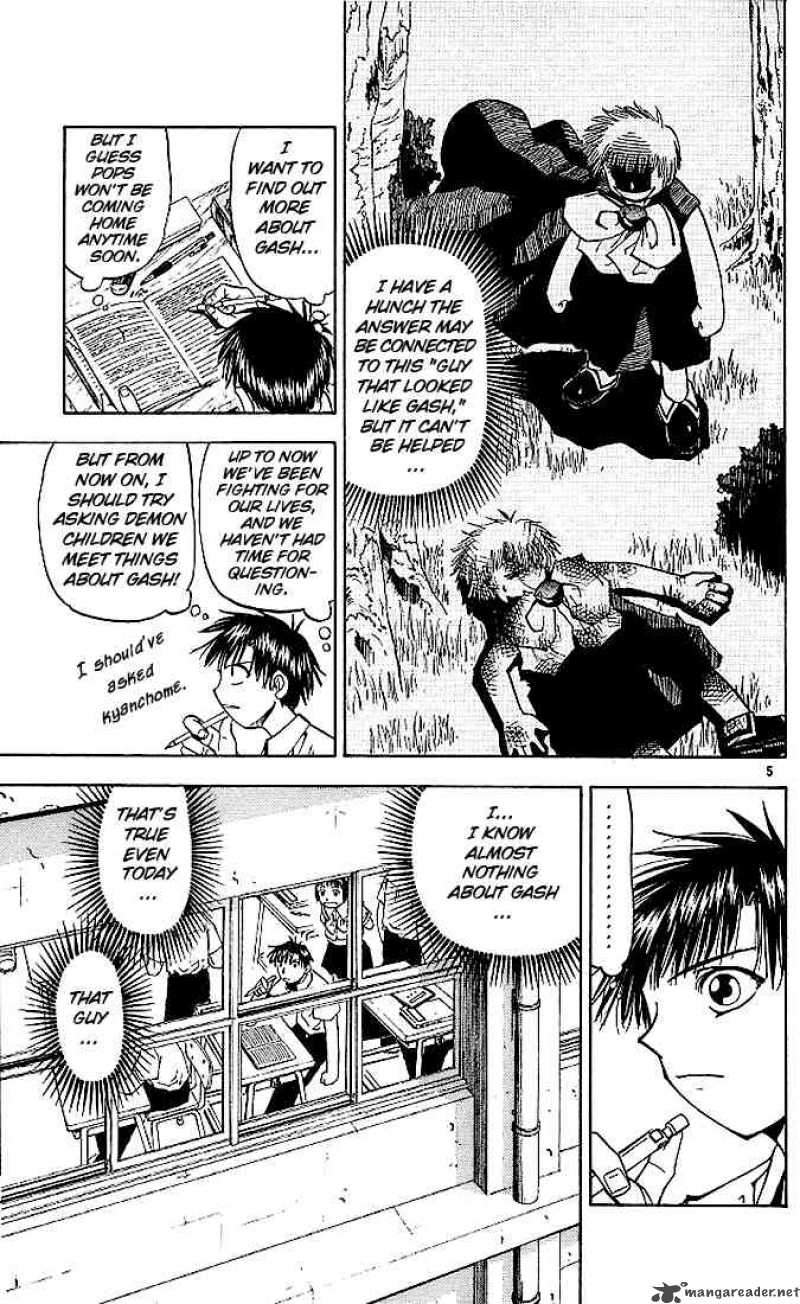 I HAVE A
HUNCH THE
ANSWER MAY
BE CONNECTED
TO THIS "GUY
THAT LOOKED
LIKE GASH,"
BUT IT CAN'T
BE HELPED
...
I
WANT TO
FIND OUT
MORE
ABOUT
GASH...
BUT I
GUESS
POPS
WON'T BE
COMING
HOME
ANYTIME
SOON.
UP TO NOW
WE'VE BEEN
FIGHTING FOR
OUR LIVES,
AND WE
HAVEN'T HAD
TIME FOR
QUESTION-
ING.
BUT FROM
NOW ON, I
SHOULD TRY
ASKING DEMON
CHILDREN WE
MEET THINGS
ABOUT GASH!
I should've
asked
Kyanchome.
5
.........
I...
I KNOW
ALMOST
NOTHING
ABOUT GASH
...
THAT'S
TRUE
EVEN
TODAY
...
THAT
GUY
...
mangareader.net